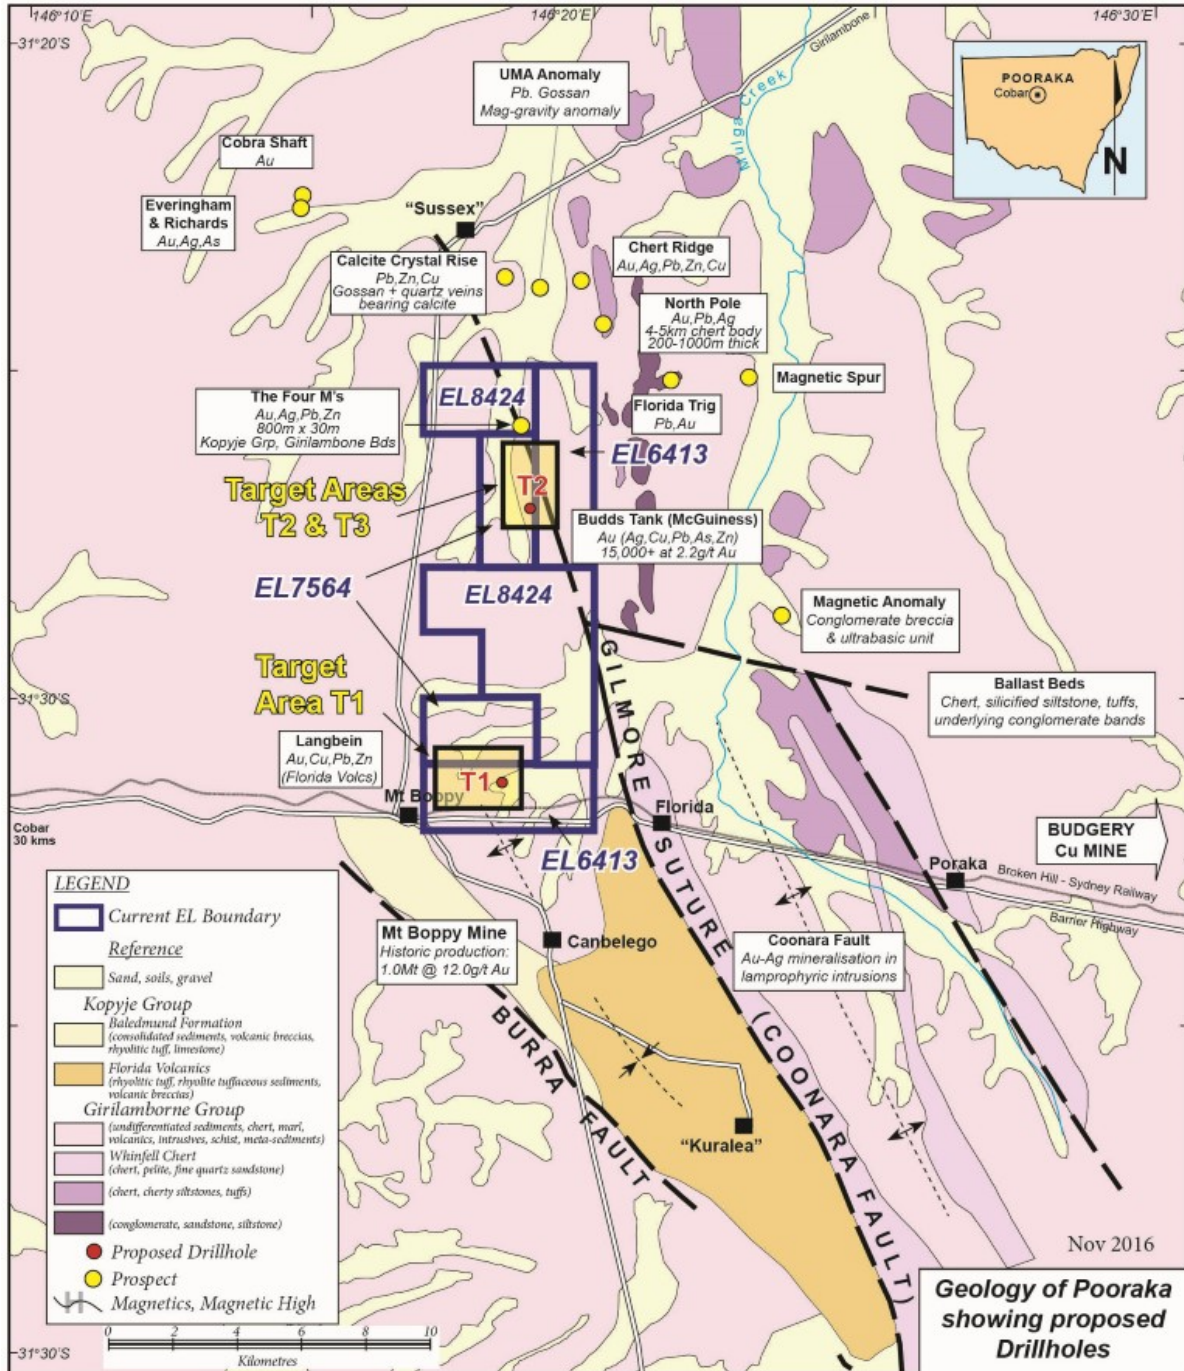 146°10'E
146°20'E
146°30'E
31°20'S
Girilambone
UMA Anomaly
Pb. Gossan
Mag-gravity anomaly
Mulga Creek
POORAKA
Cobar
N
Cobra Shaft
Au
Everingham
& Richards
Au,Ag,As
"Sussex"
Calcite Crystal Rise
Pb,Zn,Cu
Gossan + quartz veins
bearing calcite
Chert Ridge
Au,Ag,Pb,Zn,Cu
North Pole
Au,Pb,Ag
4-5km chert body
200-1000m thick
Magnetic Spur
Florida Trig
Pb,Au
The Four M's
Au,Ag,Pb,Zn
800m x 30m
Kopyje Grp, Girilambone Bds
EL8424
EL6413
Target Areas
T2 & T3
T2
Budds Tank (McGuiness)
Au (Ag,Cu,Pb,As,Zn)
15,000+ at 2.2g/t Au
EL7564
EL8424
Magnetic Anomaly
Conglomerate breccia
& ultrabasic unit
Target
Area T1
31°30'S
Ballast Beds
Chert, silicified siltstone, tuffs,
underlying conglomerate bands
Langbein
Au,Cu,Pb,Zn
(Florida Volcs)
T1
Mt Boppy
Florida
GILMORE SUTURE (COONARA FAULT)
Cobar
30 kms
EL6413
BUDGERY
Cu MINE
Poraka
Broken Hill - Sydney Railway
Barrier Highway
Mt Boppy Mine
Historic production:
1.0Mt @ 12.0g/t Au
Canbelego
Coonara Fault
Au-Ag mineralisation in
lamprophyric intrusions
BURRA FAULT
"Kuralea"
LEGEND
Current EL Boundary
Reference
Sand, soils, gravel
Kopyje Group
Baledmund Formation
(consolidated sediments, volcanic breccias,
rhyolitic tuff, limestone)
Florida Volcanics
(rhyolitic tuff, rhyolite tuffaceous sediments,
volcanic breccias)
Girilamborne Group
(undifferentiated sediments, chert, marl,
volcanics, intrustives, schist, meta-sediments)
Whinfell Chert
(chert, pelite, fine quartz sandstone)
(chert, cherty siltstones, tuffs)
(conglomerate, sandstone, siltstone)
Proposed Drillhole
Prospect
Magnetics, Magnetic High
0 2 4 6 8 10
Kilometres
31°30'S
Nov 2016
Geology of Pooraka
showing proposed
Drillholes